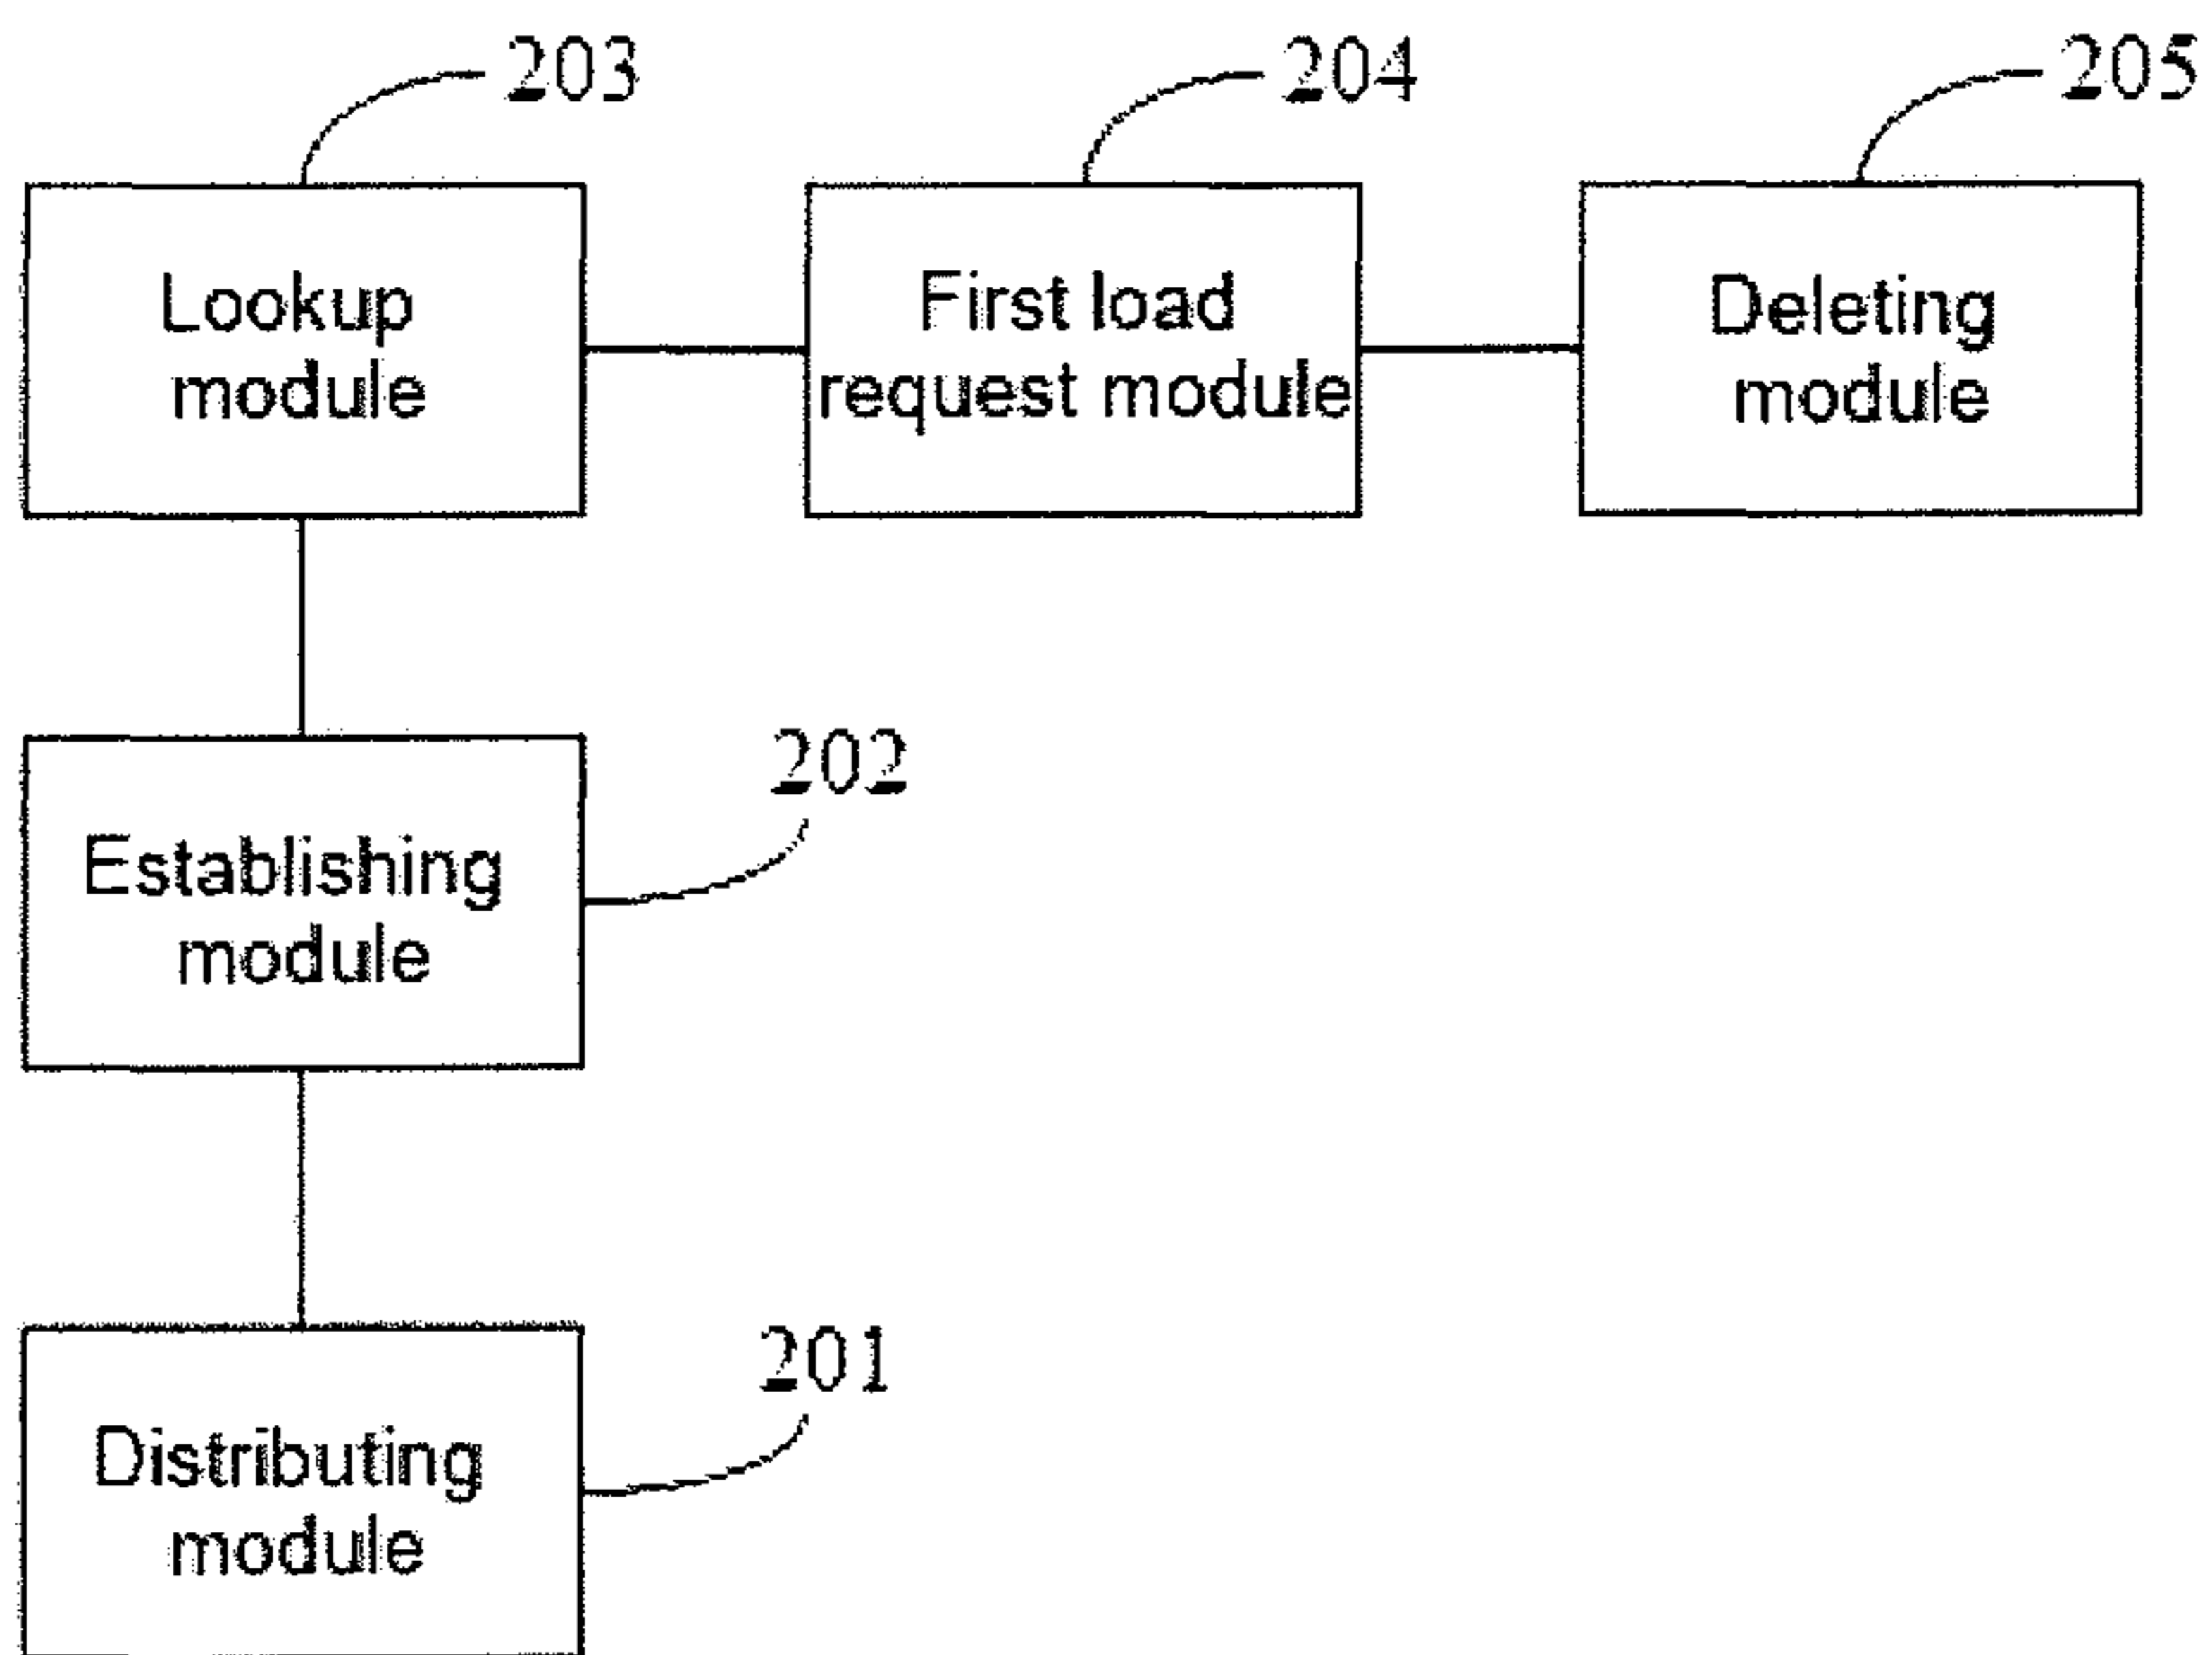 203
204
205
Lookup
module
First load
request module
Deleting
module
202
Establishing
module
201
Distributing
module